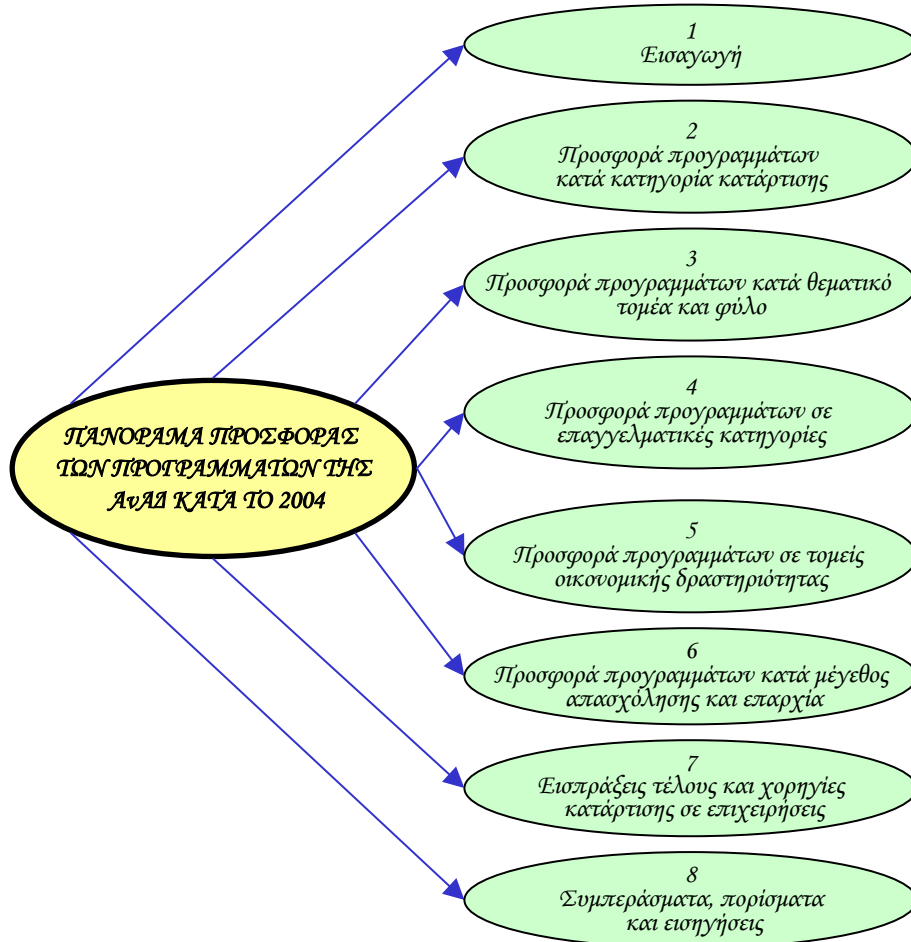 1
Εισαγωγή
2
Προσφορά προγραμμάτων
κατά κατηγορία κατάρτισης
3
Προσφορά προγραμμάτων κατά θεματικό
τομέα και φύλο
4
Προσφορά προγραμμάτων σε
επαγγελματικές κατηγορίες
ΠΑΝΟΡΑΜΑ ΠΡΟΣΦΟΡΑΣ
ΤΩΝ ΠΡΟΓΡΑΜΜΑΤΩΝ ΤΗΣ
ΑνΑΔ ΚΑΤΑ ΤΟ 2004
5
Προσφορά προγραμμάτων σε τομείς
οικονομικής δραστηριότητας
6
Προσφορά προγραμμάτων κατά μέγεθος
απασχόλησης και επαρχία
7
Εισπράξεις τέλους και χορηγίες
κατάρτισης σε επιχειρήσεις
8
Συμπεράσματα, πορίσματα
και εισηγήσεις